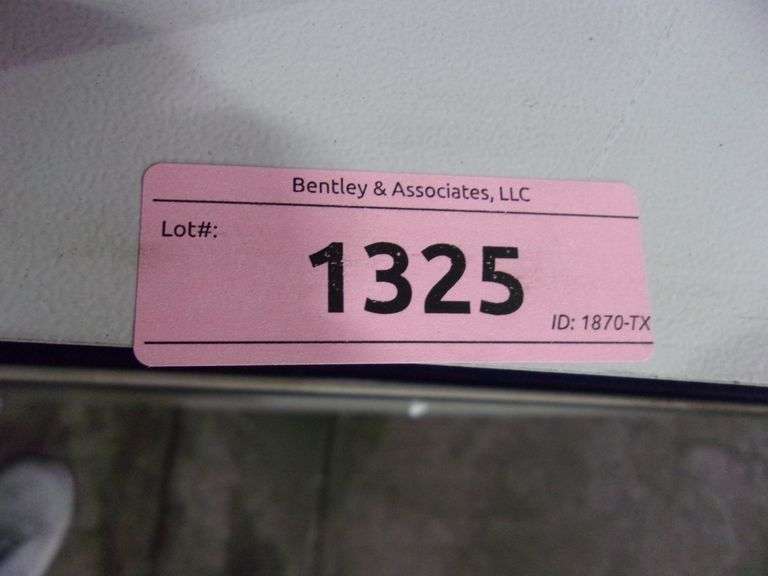 Bentley & Associates, LLC
Lot#:
1325
ID: 1870-TX